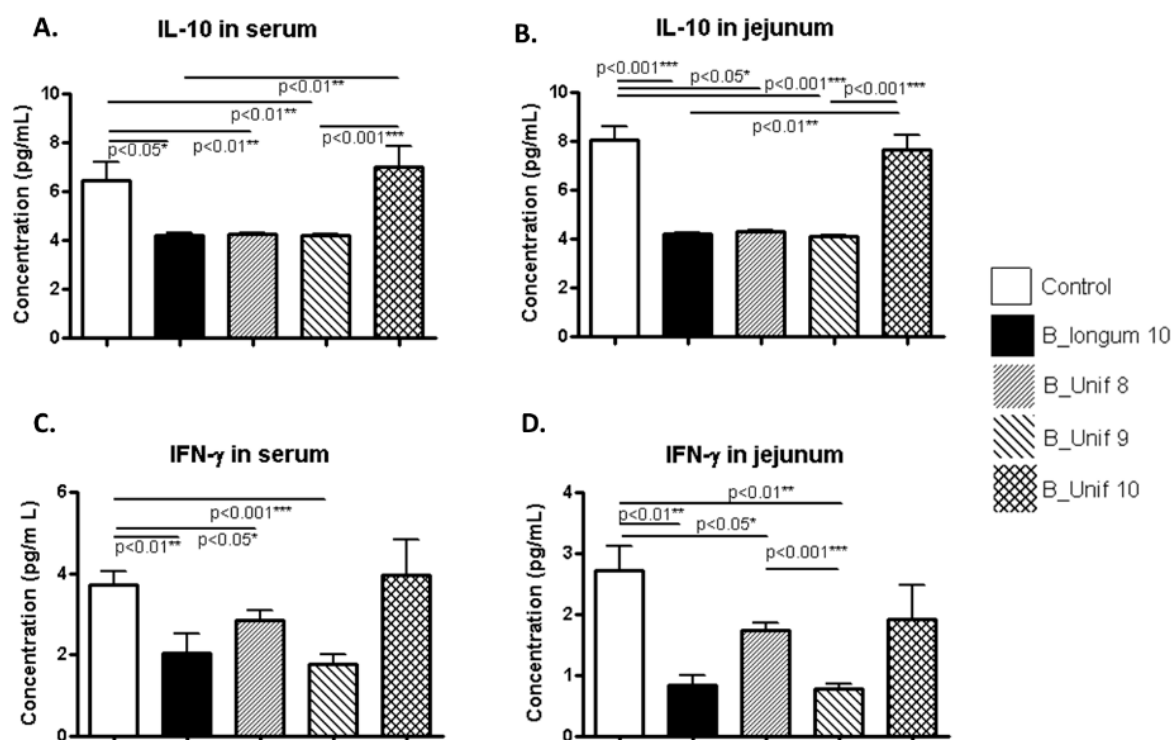 A.
IL-10 in serum
Concentration (pg/mL)
10
8
6
4
2
0
p<0.01**
p<0.01**
p<0.01**
p<0.05*
p<0.001***
B.
IL-10 in jejunum
Concentration (pg/mL)
10
8
6
4
2
0
p<0.001***
p<0.05*
p<0.001***
p<0.001***
p<0.01**
C.
IFN-γ in serum
Concentration (pg/m L)
6
4
2
0
p<0.001***
p<0.01**
p<0.05*
D.
IFN-γ in jejunum
Concentration (pg/mL)
4
3
2
1
0
p<0.01**
p<0.01**
p<0.05*
p<0.001***
Control
B_longum 10
B_Unif 8
B_Unif 9
B_Unif 10